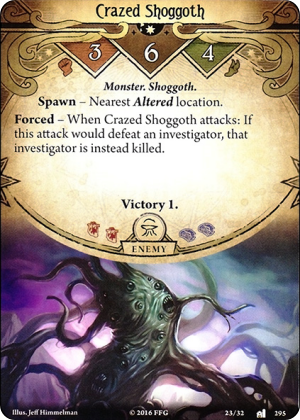 Crazed Shoggoth
3 6 4
Monster. Shoggoth.
Spawn – Nearest Altered location.
Forced – When Crazed Shoggoth attacks: If
this attack would defeat an investigator, that
investigator is instead killed.
Victory 1.
ENEMY
Illus. Jeff Himmelman © 2016 FFG 23/32 295